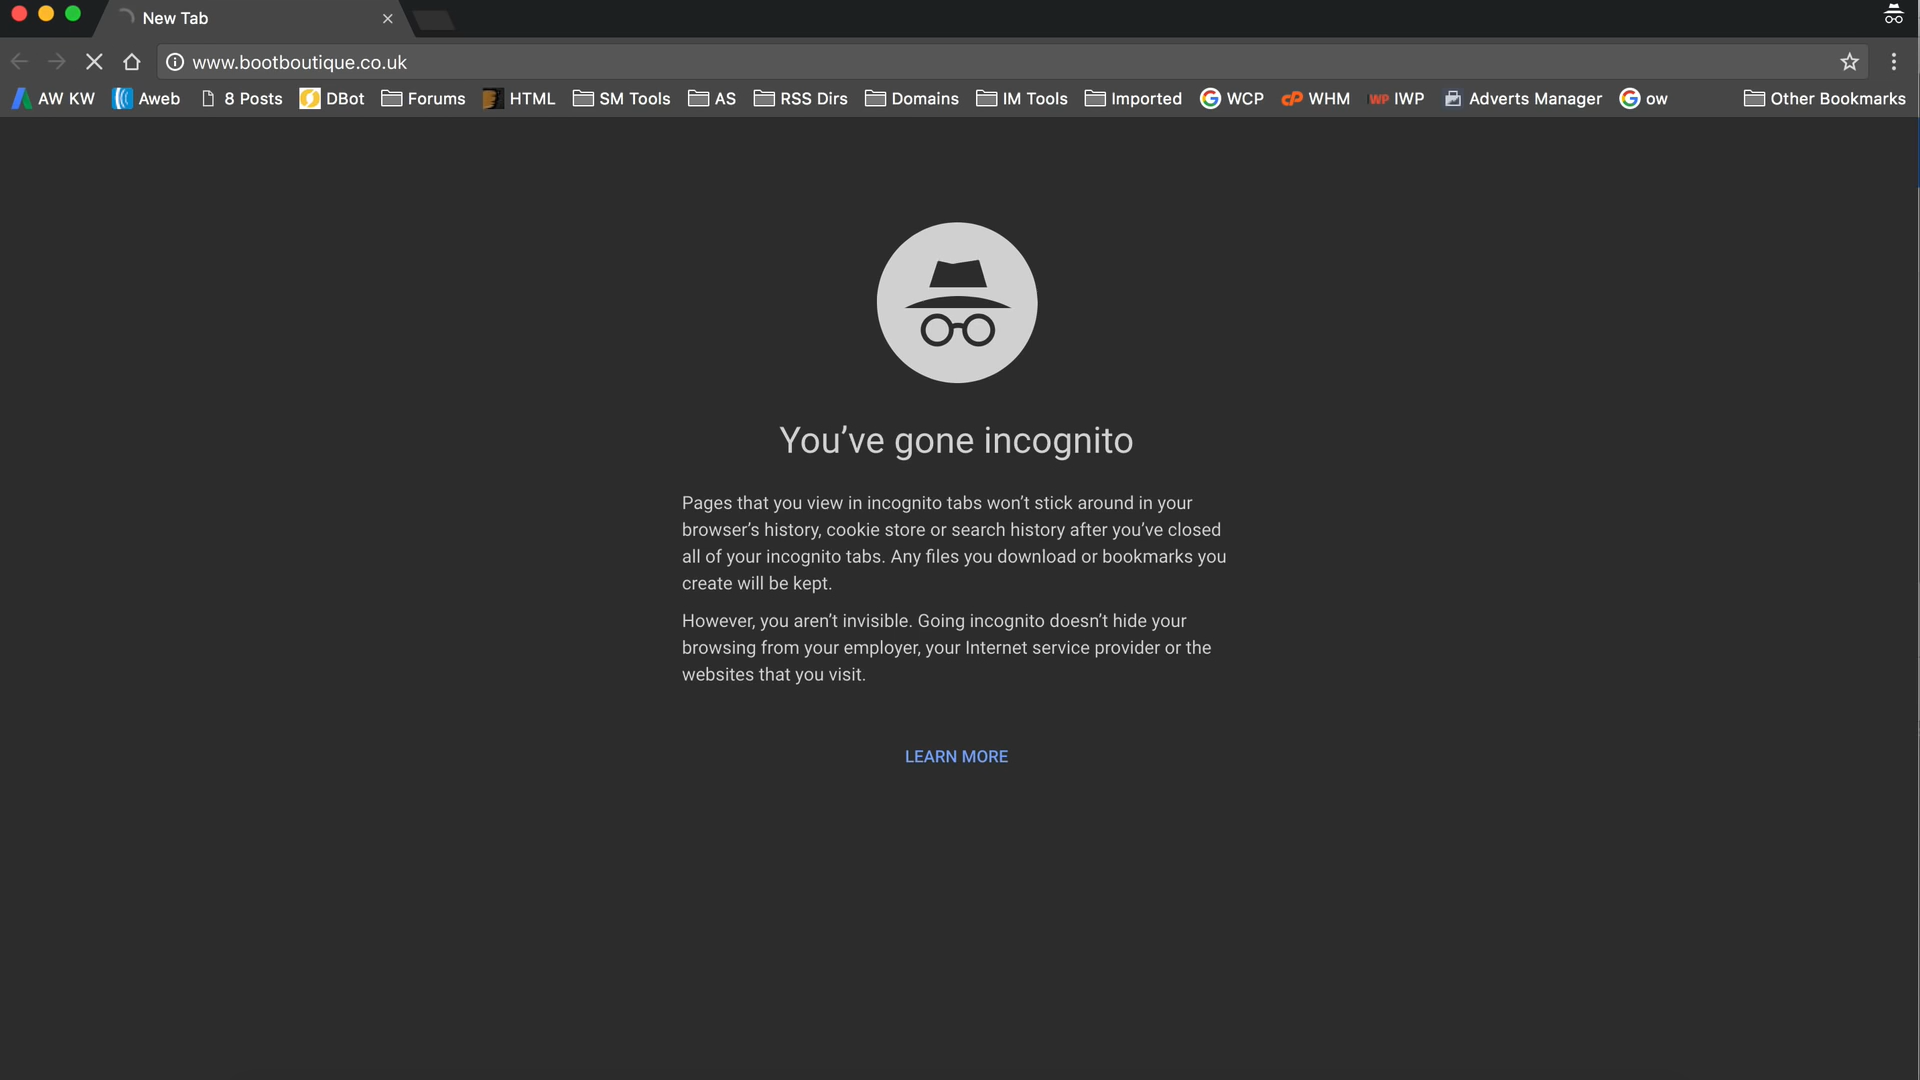 New Tab
www.bootboutique.co.uk
AW KW Aweb 8 Posts DBot Forums HTML SM Tools AS RSS Dirs Domains IM Tools Imported WCP cP WHM WP IWP Adverts Manager ow Other Bookmarks
You’ve gone incognito
Pages that you view in incognito tabs won’t stick around in your
browser’s history, cookie store or search history after you’ve closed
all of your incognito tabs. Any files you download or bookmarks you
create will be kept.
However, you aren’t invisible. Going incognito doesn’t hide your
browsing from your employer, your Internet service provider or the
websites that you visit.
LEARN MORE